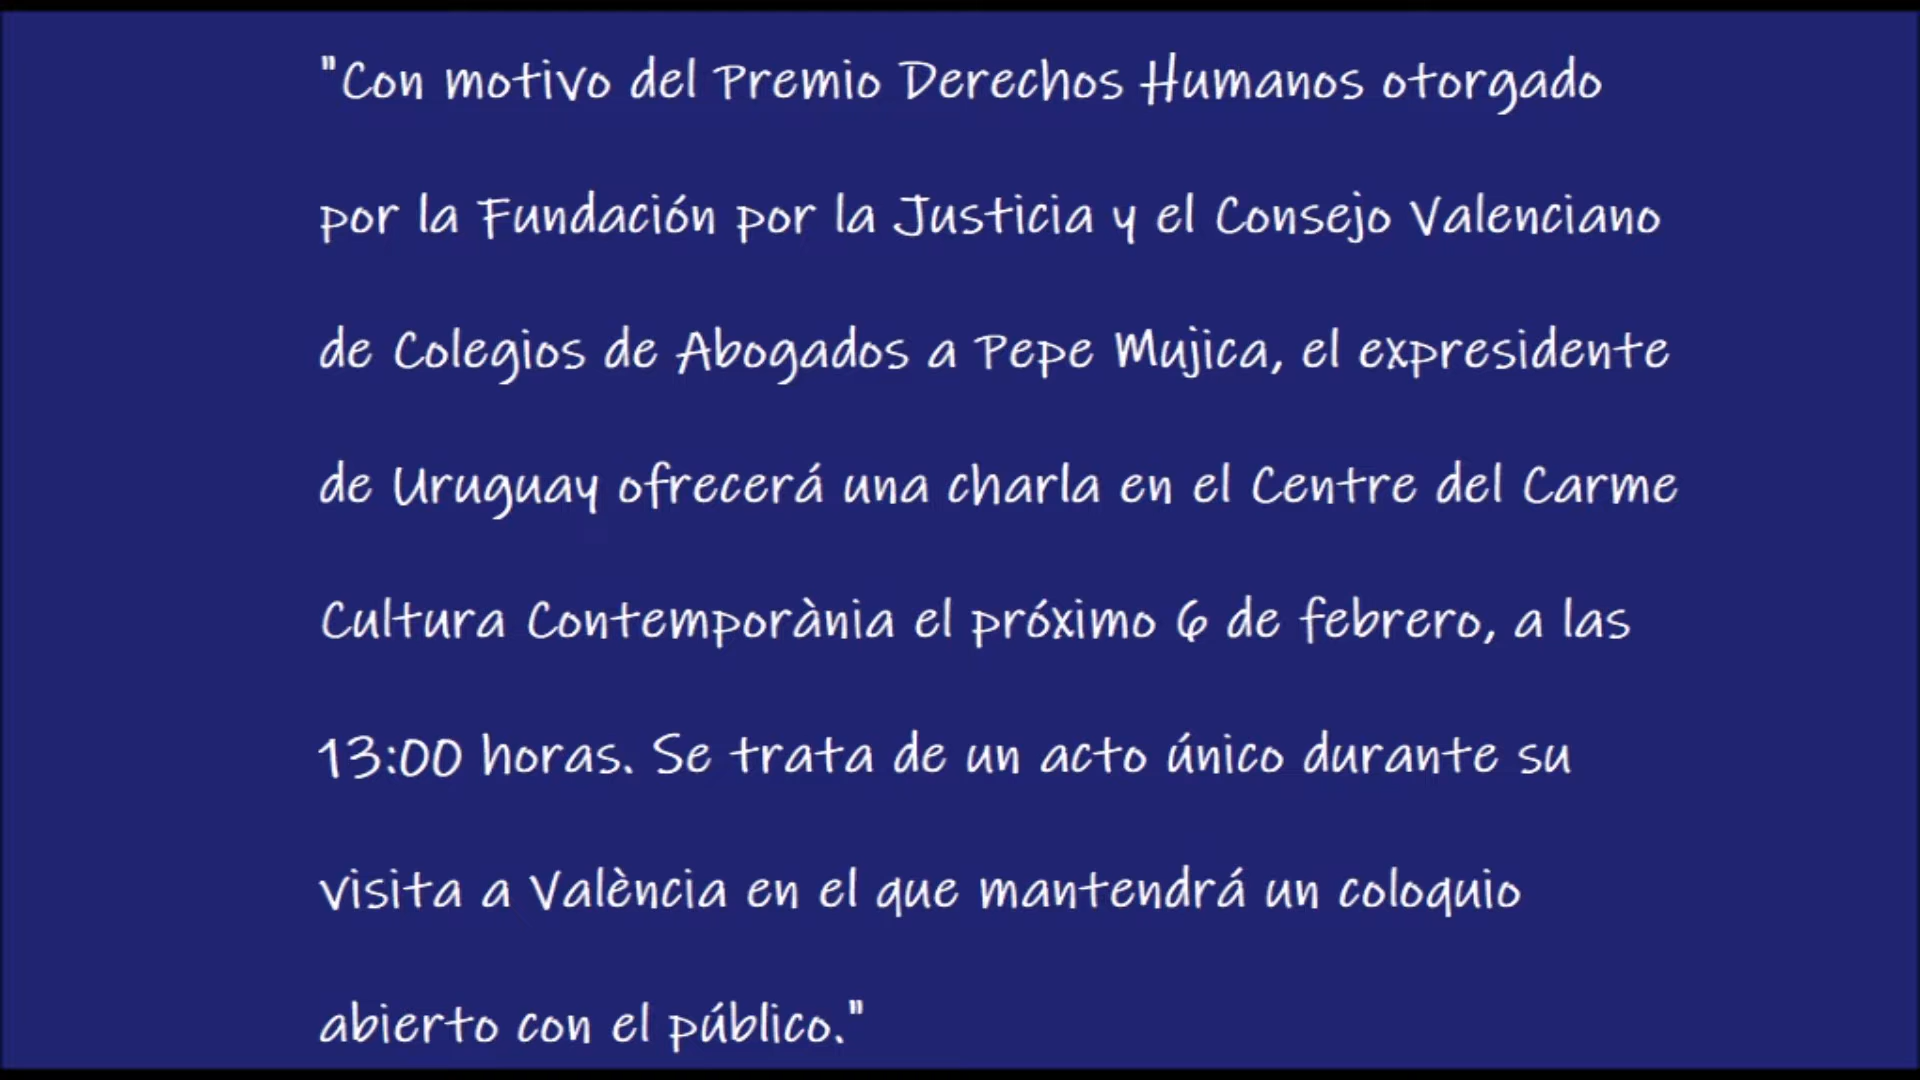 "Con motivo del Premio Derechos Humanos otorgado
por la Fundación por la Justicia y el Consejo Valenciano
de Colegios de Abogados a Pepe Mujica, el expresidente
de Uruguay ofrecerá una charla en el Centre del Carme
Cultura Contemporània el próximo 6 de febrero, a las
13:00 horas. Se trata de un acto único durante su
visita a València en el que mantendrá un coloquio
abierto con el público."